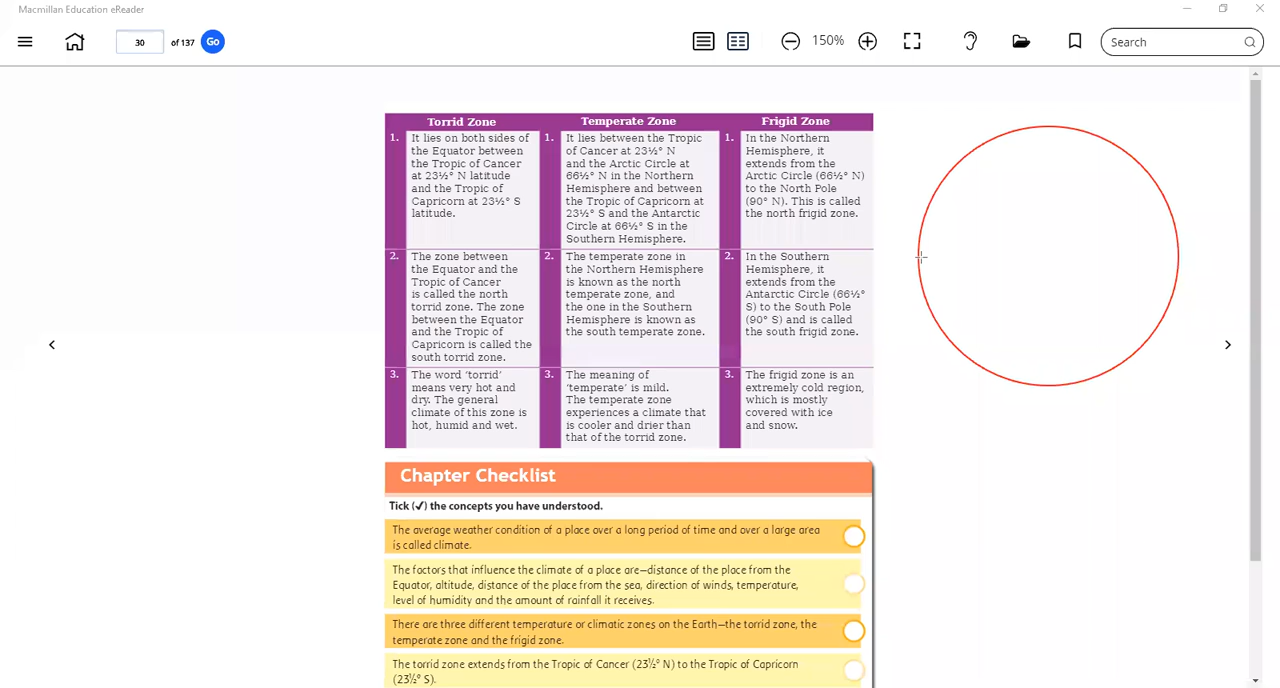 Macmillan Education eReader
30 of 137 Go 150% Search
Torrid Zone Temperate Zone Frigid Zone
1. It lies on both sides of
the Equator between
the Tropic of Cancer
at 23½° N latitude
and the Tropic of
Capricorn at 23½° S
latitude.
1. It lies between the Tropic
of Cancer at 23½° N
and the Arctic Circle at
66½° N in the Northern
Hemisphere and between
the Tropic of Capricorn at
23½° S and the Antarctic
Circle at 66½° S in the
Southern Hemisphere.
1. In the Northern
Hemisphere, it
extends from the
Arctic Circle (66½° N)
to the North Pole
(90° N). This is called
the north frigid zone.
2. The zone between
the Equator and the
Tropic of Cancer
is called the north
torrid zone. The zone
between the Equator
and the Tropic of
Capricorn is called the
south torrid zone.
2. The temperate zone in
the Northern Hemisphere
is known as the north
temperate zone, and
the one in the Southern
Hemisphere is known as
the south temperate zone.
2. In the Southern
Hemisphere, it
extends from the
Antarctic Circle (66½°
S) to the South Pole
(90° S) and is called
the south frigid zone.
3. The word ‘torrid’
means very hot and
dry. The general
climate of this zone is
hot, humid and wet.
3. The meaning of
‘temperate’ is mild.
The temperate zone
experiences a climate that
is cooler and drier than
that of the torrid zone.
3. The frigid zone is an
extremely cold region,
which is mostly
covered with ice
and snow.
Chapter Checklist
Tick (✓) the concepts you have understood.
The average weather condition of a place over a long period of time and over a large area
is called climate.
The factors that influence the climate of a place are—distance of the place from the
Equator, altitude, distance of the place from the sea, direction of winds, temperature,
level of humidity and the amount of rainfall it receives.
There are three different temperature or climatic zones on the Earth—the torrid zone, the
temperate zone and the frigid zone.
The torrid zone extends from the Tropic of Cancer (23½° N) to the Tropic of Capricorn
(23½° S).